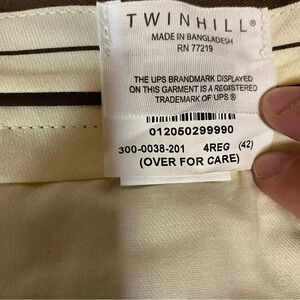 TWINHILL®
MADE IN BANGLADESH
RN 77219
THE UPS BRANDMARK DISPLAYED
ON THIS GARMENT IS A REGISTERED
TRADEMARK OF UPS ®
012050299990
300-0038-201 4REG (42)
(OVER FOR CARE)